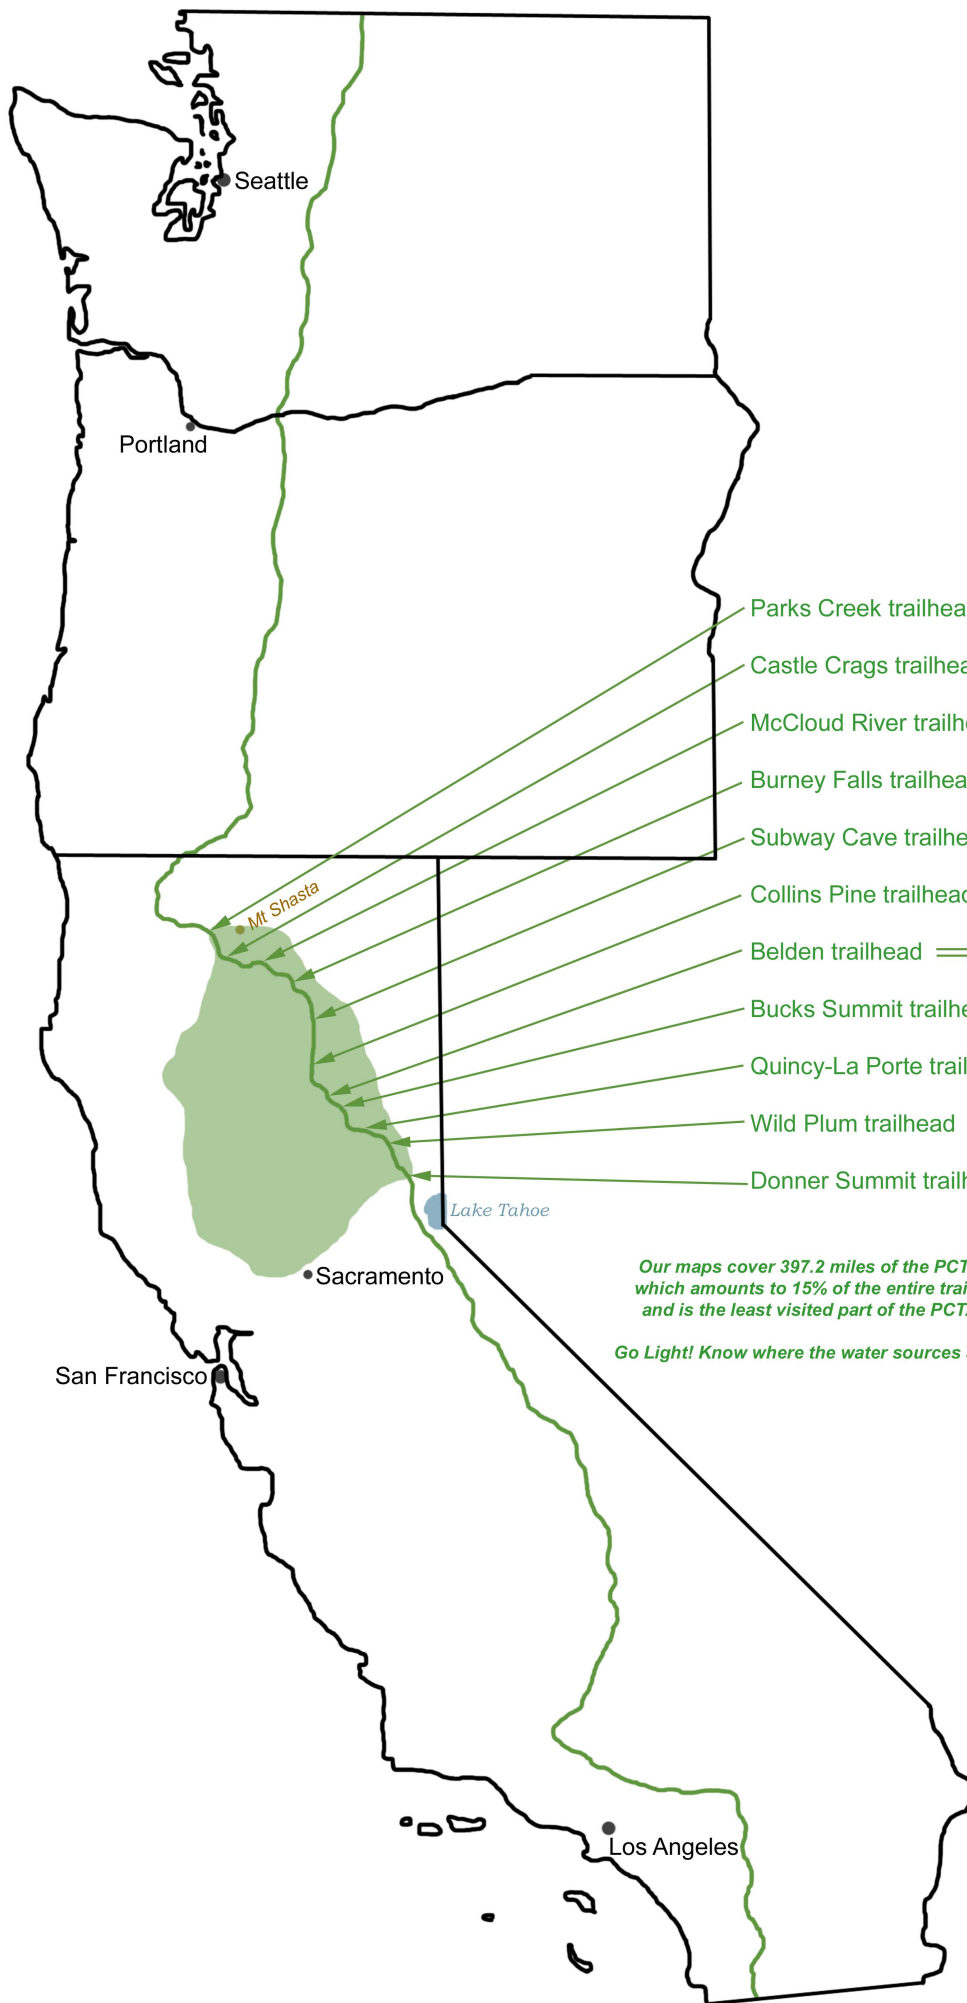 Seattle
Portland
Parks Creek trailhea
Castle Crags trailhea
McCloud River trailhe
Burney Falls trailhea
Subway Cave trailhe
Mt Shasta
Collins Pine trailhead
Belden trailhead
Bucks Summit trailhe
Quincy-La Porte trail
Wild Plum trailhead
Donner Summit trailh
Lake Tahoe
Sacramento
Our maps cover 397.2 miles of the PCT
which amounts to 15% of the entire trai
and is the least visited part of the PCT.
Go Light! Know where the water sources
San Francisco
Los Angeles